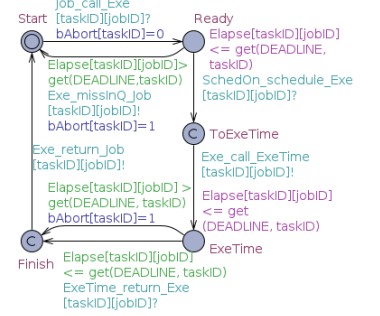 Job_call_Exe
Start
[taskID][jobID]?
bAbort[taskID]=0
Ready
Elapse[taskID][jobID]
<= get(DEADLINE,
taskID)
SchedOn_schedule_Exe
[taskID][jobID]?
Elapse[taskID][jobID]>
get(DEADLINE,taskID)
Exe_missInQ_Job
[taskID][jobID]!
bAbort[taskID]=1
C
ToExeTime
Exe_return_Job
[taskID][jobID]!
Exe_call_ExeTime
[taskID][jobID]!
Elapse[taskID][jobID] >
get(DEADLINE, taskID)
bAbort[taskID]=1
Elapse[taskID][jobID]
<= get
(DEADLINE, taskID)
C
Finish
ExeTime
Elapse[taskID][jobID]
<= get(DEADLINE, taskID)
ExeTime_return_Exe
[taskID][jobID]?